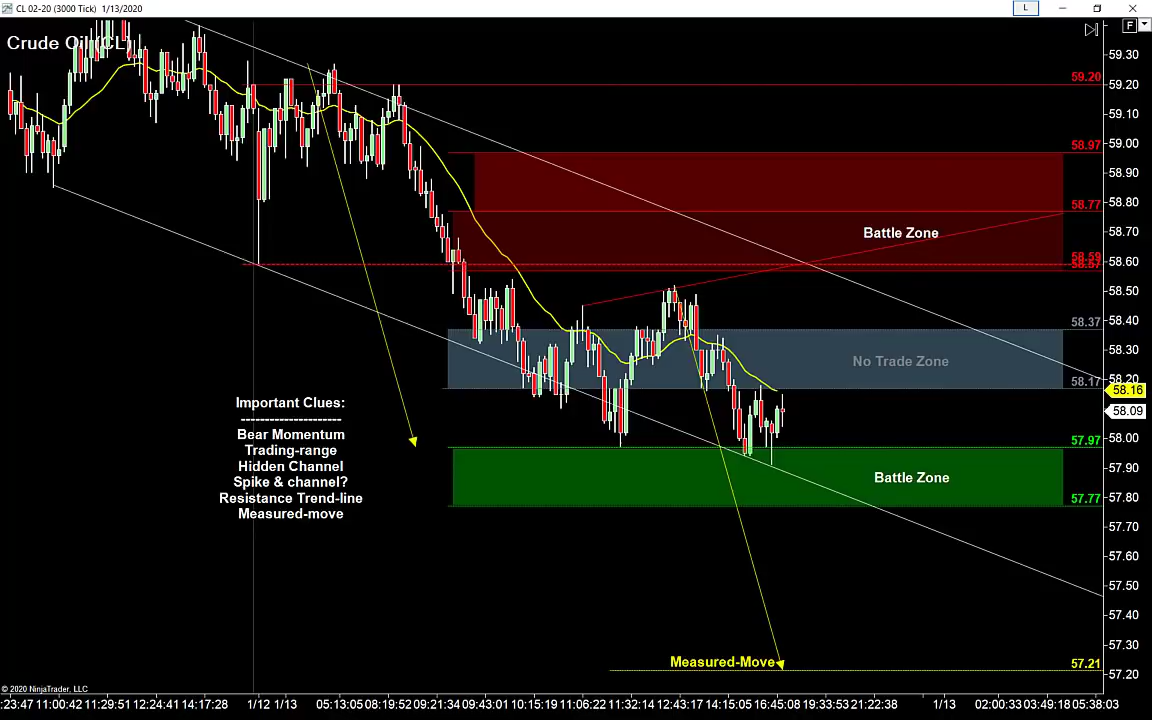 CL 02-20 (3000 Tick) 1/13/2020
L
F
Crude Oil (CL)
59.30
59.20
59.20
59.10
59.00
58.97
58.90
58.80
58.77
58.70
Battle Zone
58.59
58.57
58.60
58.50
58.40
58.37
58.30
No Trade Zone
58.20
58.17
58.16
58.09
Important Clues:
---------------------
Bear Momentum
Trading-range
Hidden Channel
Spike & channel?
Resistance Trend-line
Measured-move
58.00
57.97
57.90
Battle Zone
57.80
57.77
57.70
57.60
57.50
57.40
57.30
Measured-Move
57.21
57.20
© 2020 NinjaTrader, LLC
:23:47 11:00:42 11:29:51 12:24:41 14:17:28 1/12 1/13 05:13:05 08:19:52 09:21:34 09:43:01 10:15:19 11:06:22 11:32:14 12:43:17 14:15:05 16:45:08 19:33:53 21:22:38 1/13 02:00:33 03:49:18 05:38:03